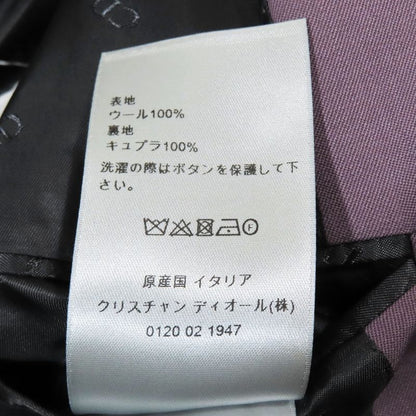 表地
ウール100%
裏地
キュプラ100%
洗濯の際はボタンを保護して下
さい。
原産国 イタリア
クリスチャン ディオール(株)
0120 02 1947